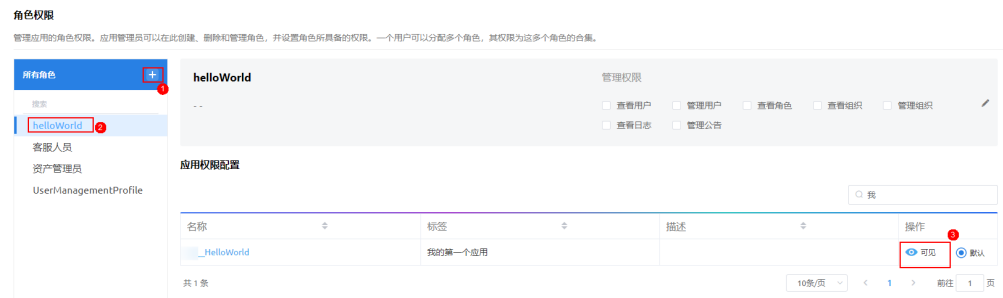 角色权限
管理应用的角色权限。应用管理员可以在此创建、删除和管理角色，并设置角色所具备的权限。一个用户可以分配多个角色，其权限为这多个角色的合集。
所有角色 +
1
搜索
helloWorld 2
客服人员
资产管理员
UserManagementProfile
helloWorld
- -
管理权限
查看用户 管理用户 查看角色 查看组织 管理组织
查看日志 管理公告
应用权限配置
我
名称 标签 描述 操作
3
__HelloWorld 我的第一个应用 可见 默认
共 1 条 10条/页 < 1 > 前往 1 页